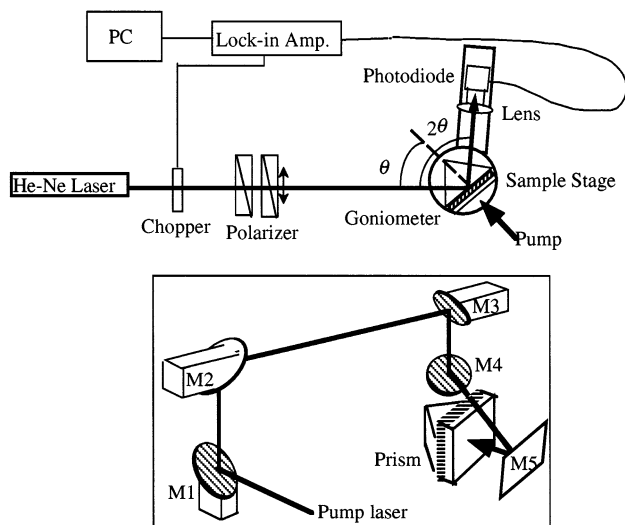 PC
Lock-in Amp.
Photodiode
Lens
2θ
θ
He-Ne Laser
Sample Stage
Goniometer
Chopper
Polarizer
Pump
M3
M2
M4
Prism
M5
M1
Pump laser